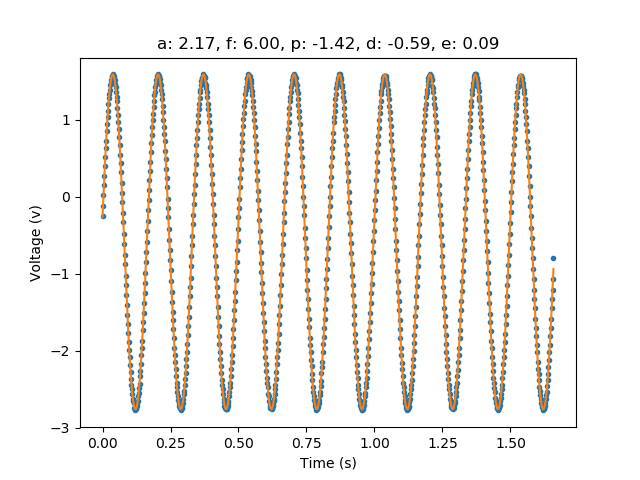 a: 2.17, f: 6.00, p: -1.42, d: -0.59, e: 0.09
1
0
−1
−2
−3
Voltage (v)
0.00 0.25 0.50 0.75 1.00 1.25 1.50
Time (s)